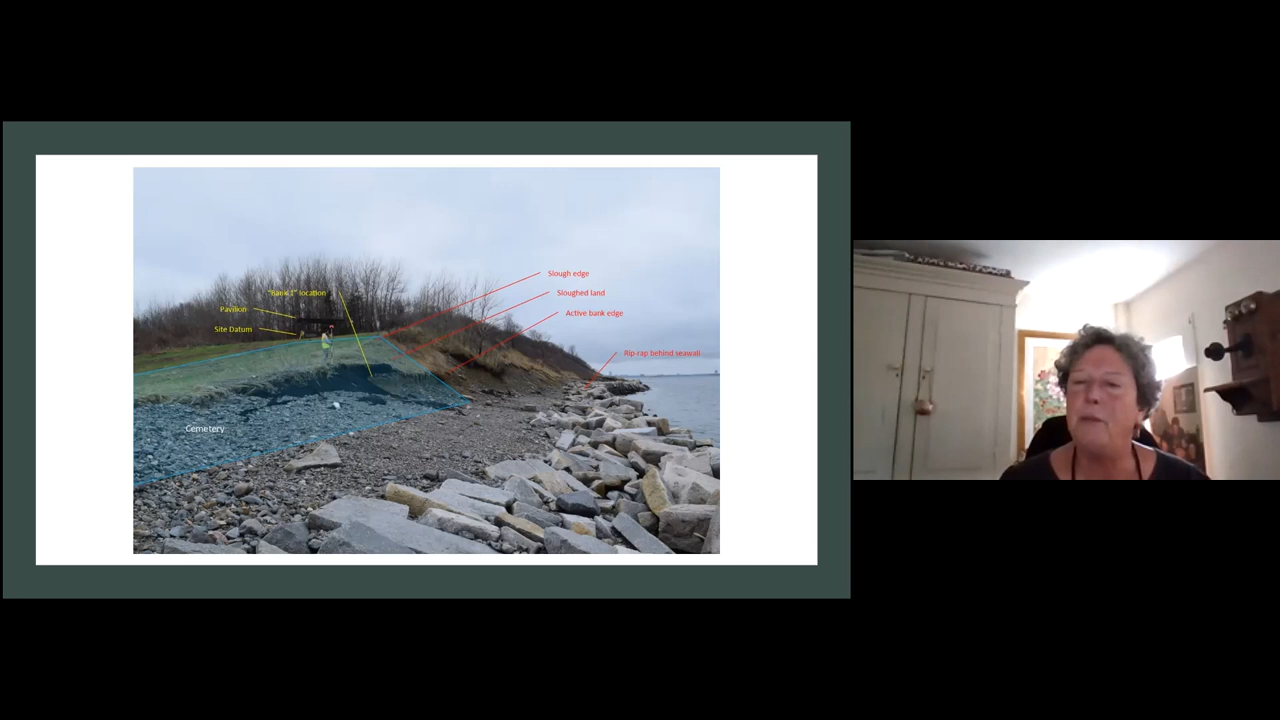 Slough edge
"Bank 1" location
Sloughed land
Pavilion
Active bank edge
Site Datum
Rip-rap behind seawall
Cemetery